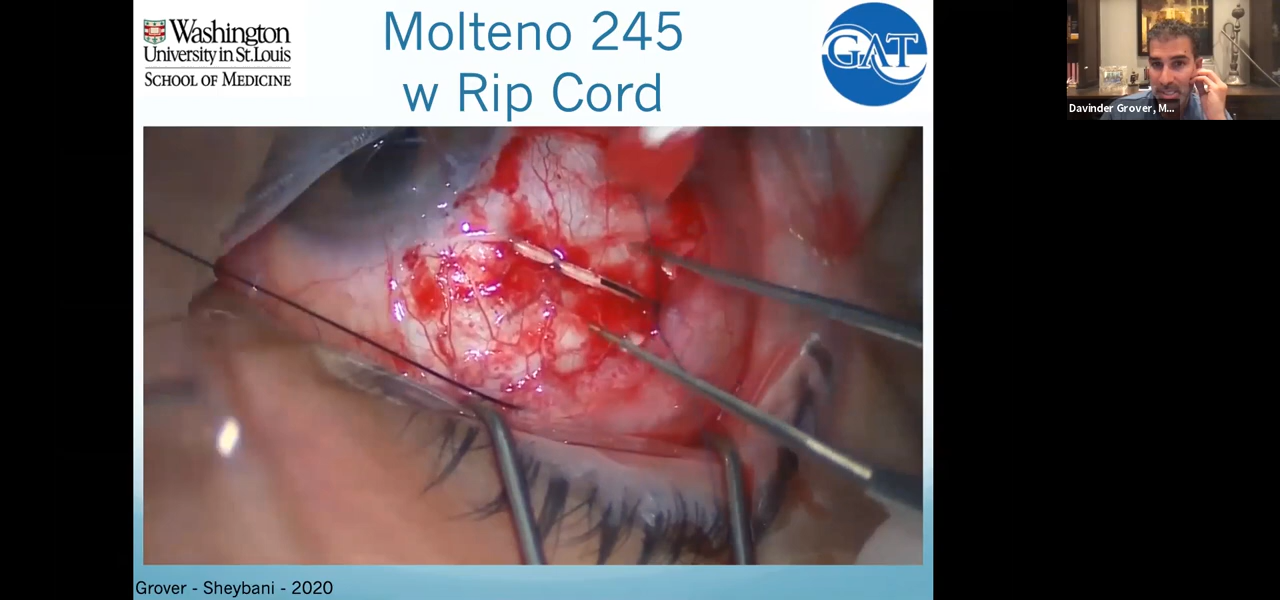 Washington
University in St. Louis
SCHOOL OF MEDICINE
Molteno 245
w Rip Cord
GAT
Davinder Grover, M...
Grover - Sheybani - 2020